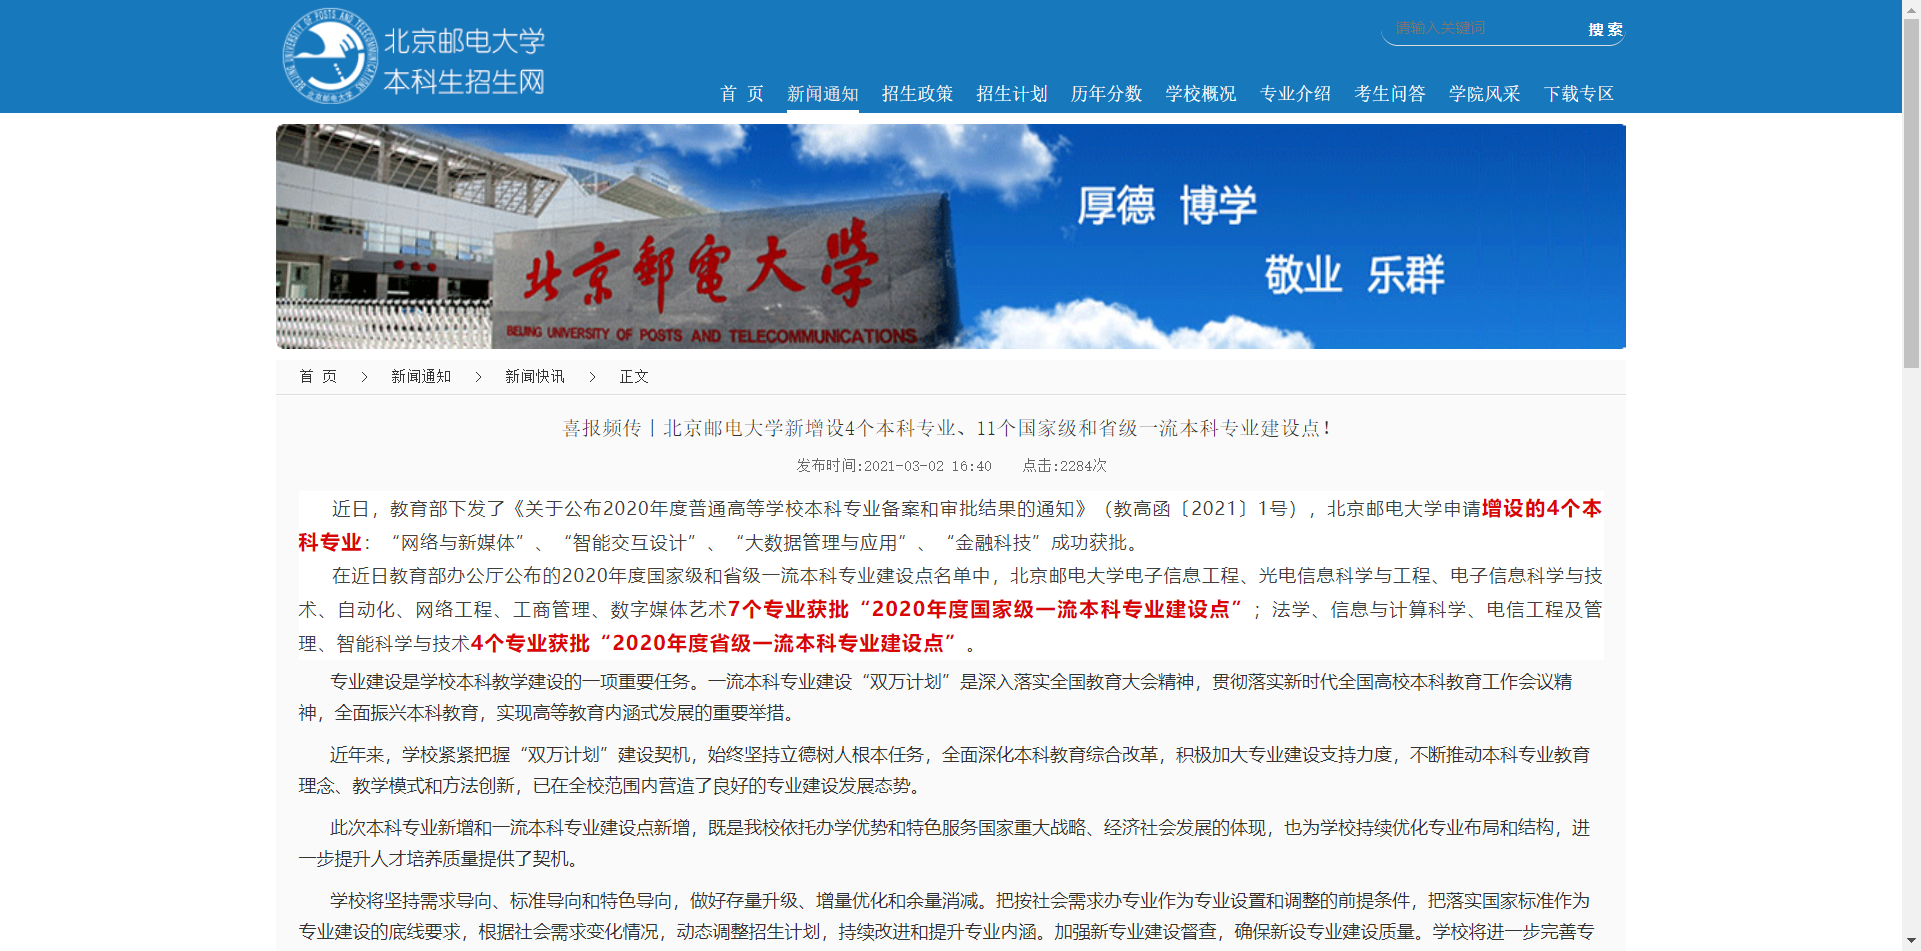 北京邮电大学
本科生招生网
BEIJING UNIVERSITY OF POSTS AND TELECOMMUNICATIONS
北京邮电大学
请输入关键词
搜 索
首 页 新闻通知 招生政策 招生计划 历年分数 学校概况 专业介绍 考生问答 学院风采 下载专区
厚德 博学
敬业 乐群
北京郵電大學
BEIJING UNIVERSITY OF POSTS AND TELECOMMUNICATIONS
首 页 > 新闻通知 > 新闻快讯 > 正文
喜报频传丨北京邮电大学新增设4个本科专业、11个国家级和省级一流本科专业建设点！
发布时间:2021-03-02 16:40 点击:2284次
近日，教育部下发了《关于公布2020年度普通高等学校本科专业备案和审批结果的通知》（教高函〔2021〕1号），北京邮电大学申请增设的4个本
科专业：“网络与新媒体”、“智能交互设计”、“大数据管理与应用”、“金融科技”成功获批。
在近日教育部办公厅公布的2020年度国家级和省级一流本科专业建设点名单中，北京邮电大学电子信息工程、光电信息科学与工程、电子信息科学与技
术、自动化、网络工程、工商管理、数字媒体艺术7个专业获批“2020年度国家级一流本科专业建设点”；法学、信息与计算科学、电信工程及管
理、智能科学与技术4个专业获批“2020年度省级一流本科专业建设点”。
专业建设是学校本科教学建设的一项重要任务。一流本科专业建设“双万计划”是深入落实全国教育大会精神，贯彻落实新时代全国高校本科教育工作会议精
神，全面振兴本科教育，实现高等教育内涵式发展的重要举措。
近年来，学校紧紧把握“双万计划”建设契机，始终坚持立德树人根本任务，全面深化本科教育综合改革，积极加大专业建设支持力度，不断推动本科专业教育
理念、教学模式和方法创新，已在全校范围内营造了良好的专业建设发展态势。
此次本科专业新增和一流本科专业建设点新增，既是我校依托办学优势和特色服务国家重大战略、经济社会发展的体现，也为学校持续优化专业布局和结构，进
一步提升人才培养质量提供了契机。
学校将坚持需求导向、标准导向和特色导向，做好存量升级、增量优化和余量消减。把按社会需求办专业作为专业设置和调整的前提条件，把落实国家标准作为
专业建设的底线要求，根据社会需求变化情况，动态调整招生计划，持续改进和提升专业内涵。加强新专业建设督查，确保新设专业建设质量。学校将进一步完善专